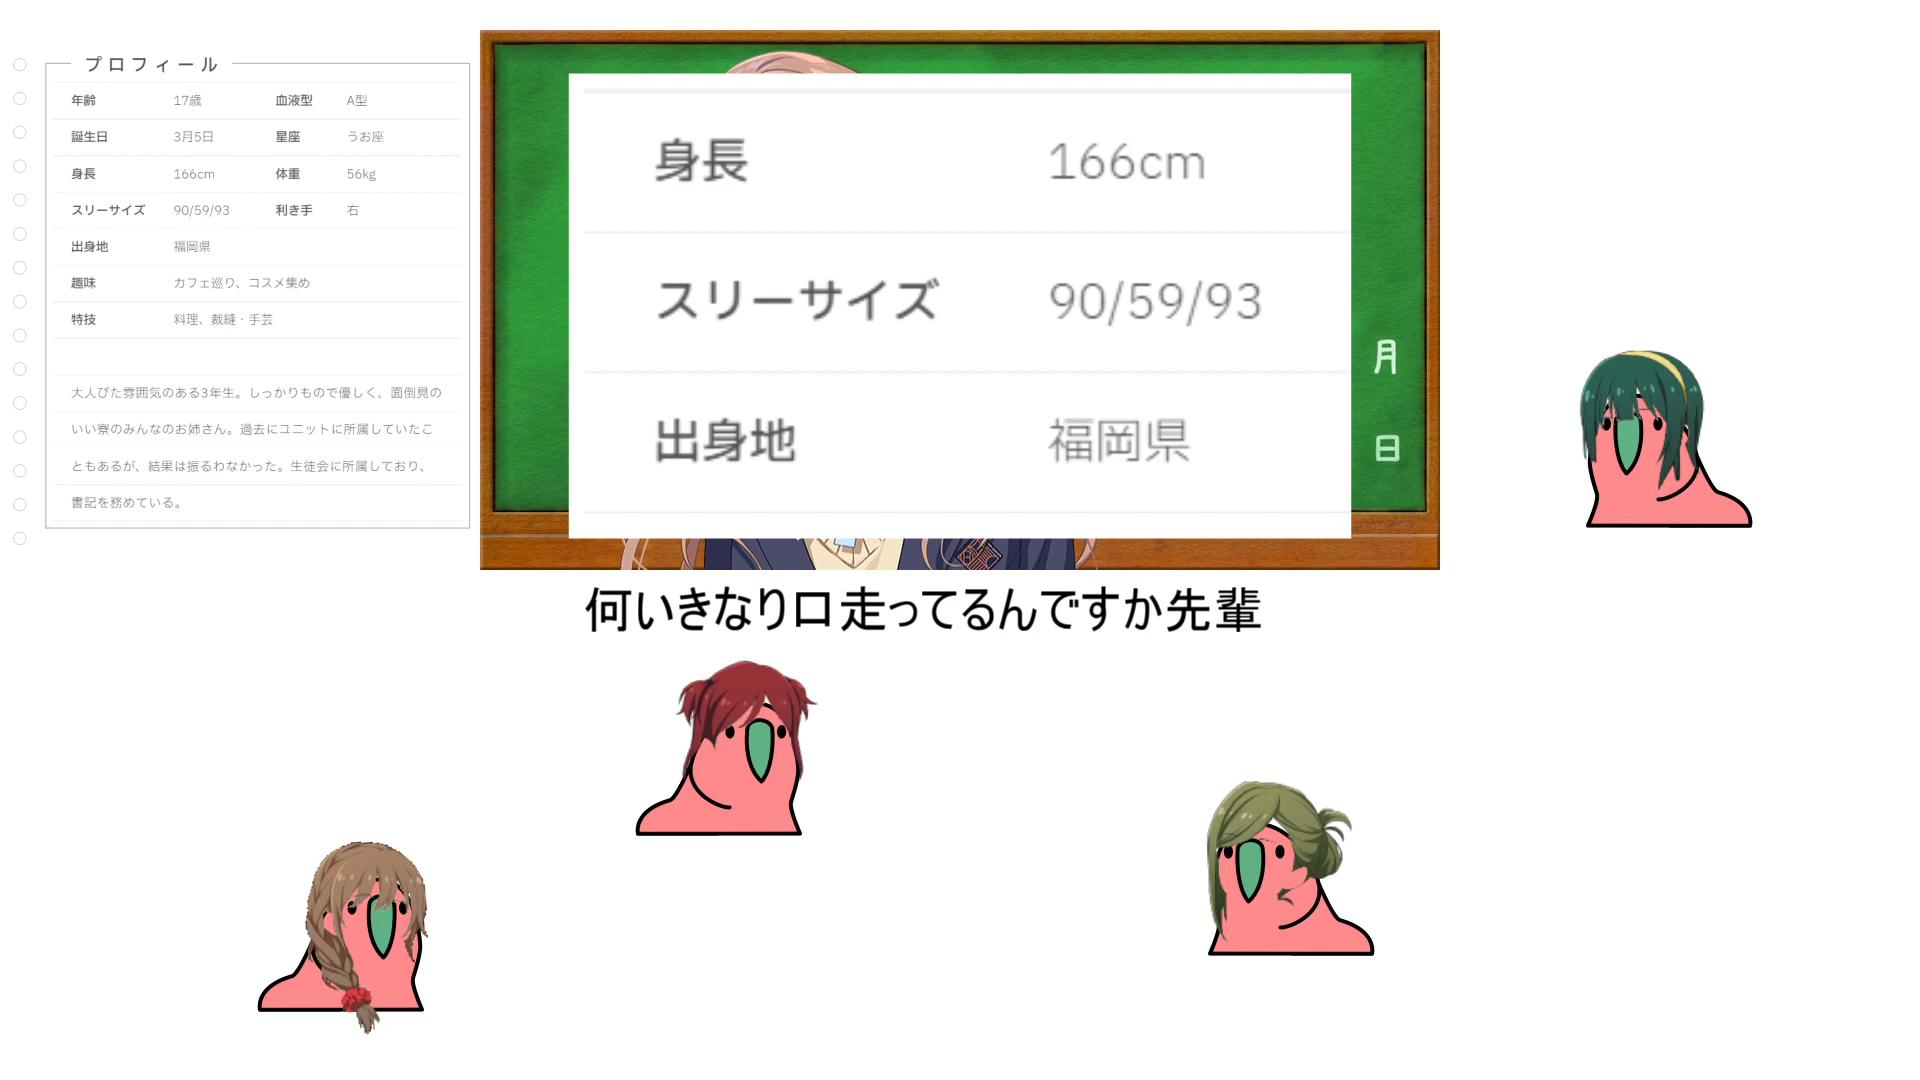 プロフィール
年齢 17歳 血液型 A型
誕生日 3月5日 星座 うお座
身長 166cm 体重 56kg
スリーサイズ 90/59/93 利き手 右
出身地 福岡県
趣味 カフェ巡り、コスメ集め
特技 料理、裁縫・手芸
大人びた雰囲気のある3年生。しっかりもので優しく、面倒見の
いい寮のみんなのお姉さん。過去にユニットに所属していたこ
ともあるが、結果は振るわなかった。生徒会に所属しており、
書記を務めている。
身長 166cm
スリーサイズ 90/59/93
出身地 福岡県
月
日
何いきなり口走ってるんですか先輩